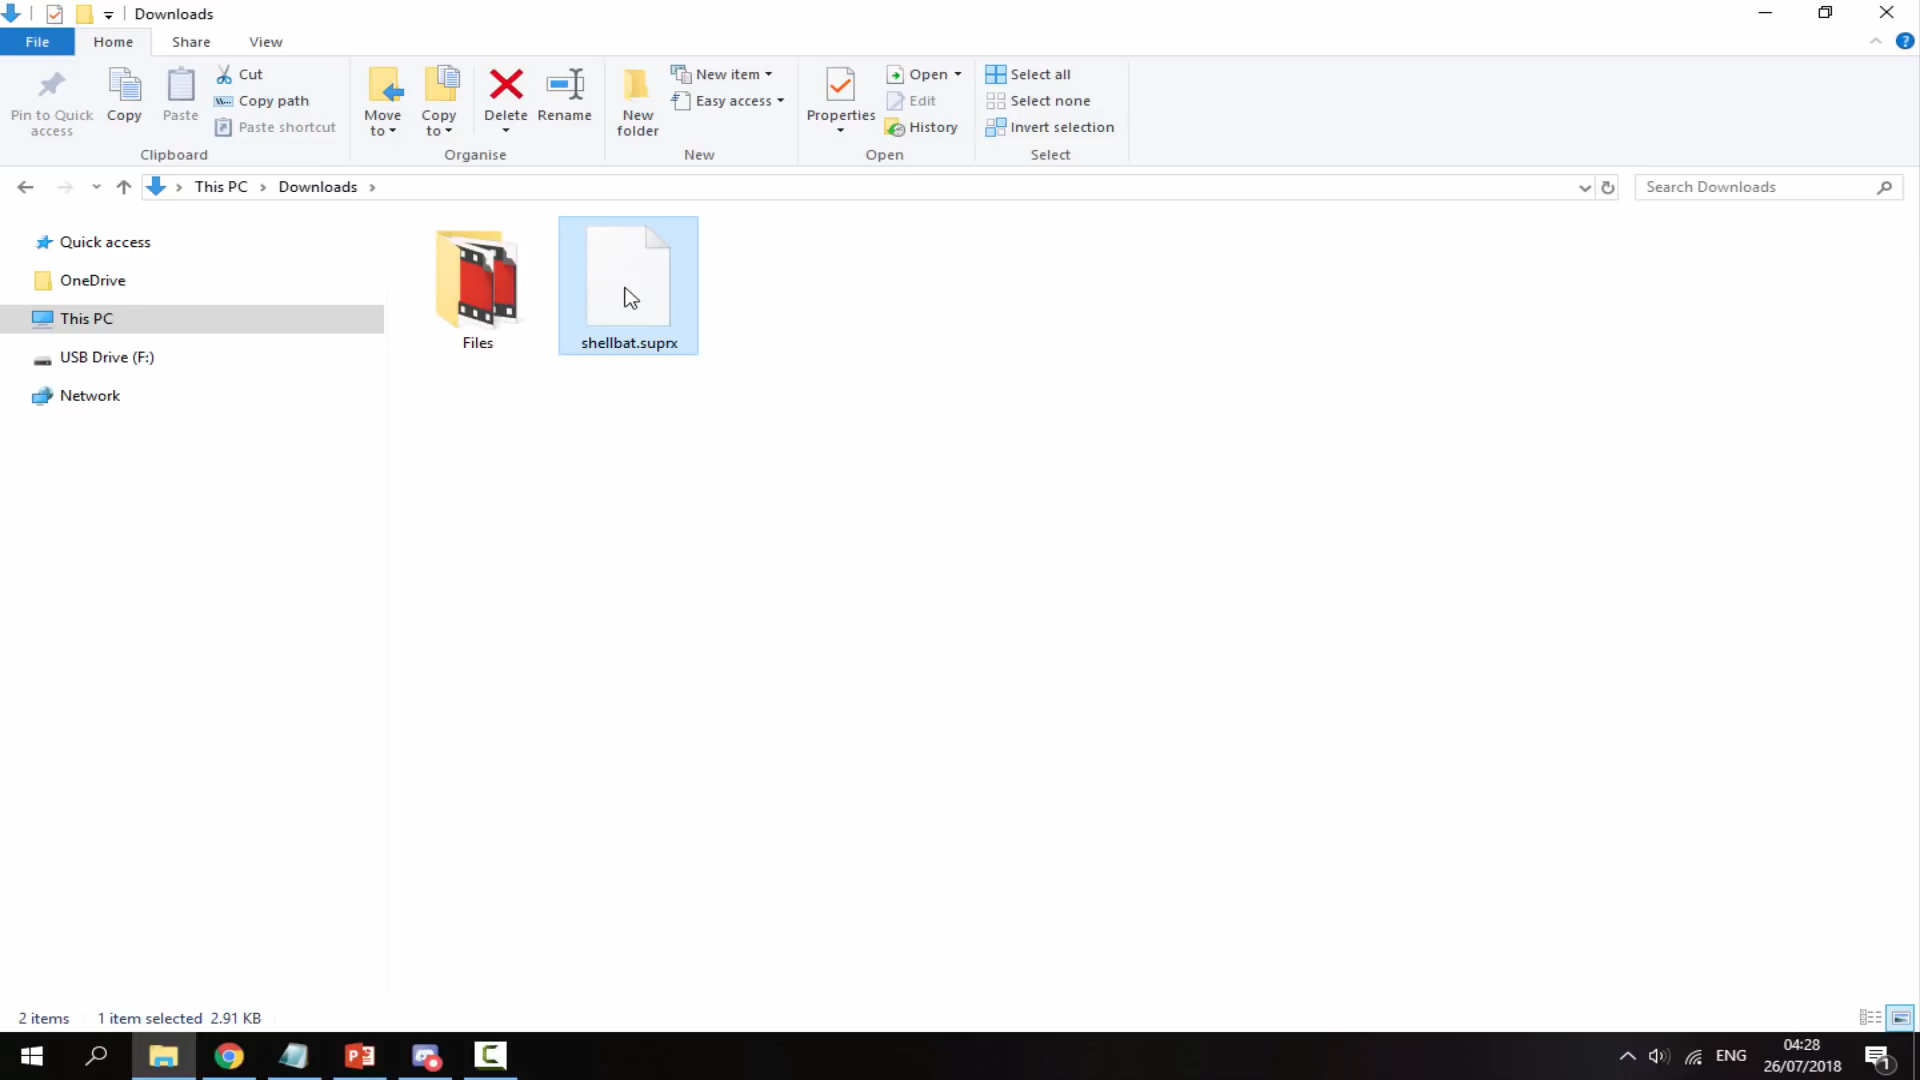 Downloads
File
Home
Share
View
Pin to Quick
access
Copy
Paste
Cut
Copy path
Paste shortcut
Clipboard
Move
to
Copy
to
Delete
Rename
Organise
New
folder
New item
Easy access
New
Properties
Open
Edit
History
Open
Select all
Select none
Invert selection
Select
This PC
Downloads
Search Downloads
Quick access
OneDrive
This PC
USB Drive (F:)
Network
Files
shellbat.suprx
2 items
1 item selected 2.91 KB
ENG
04:28
26/07/2018
1